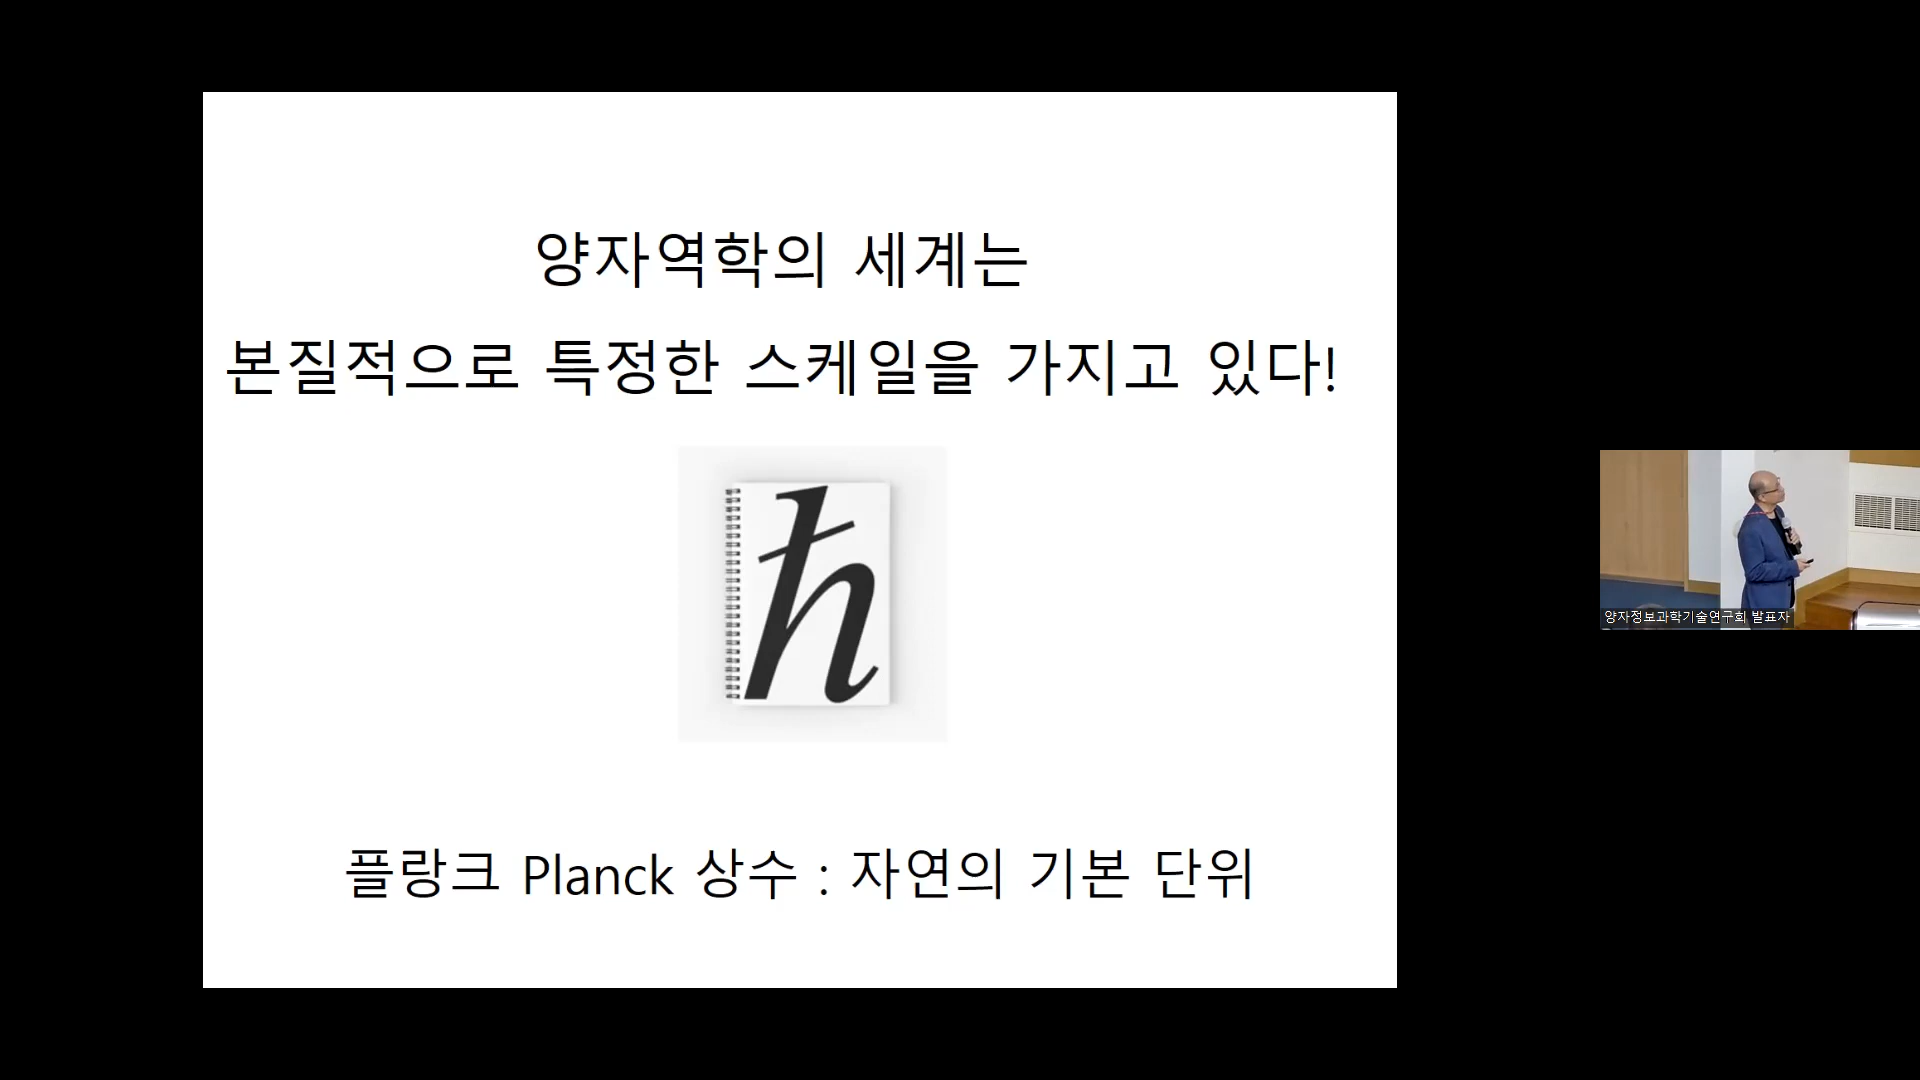 양자역학의 세계는
본질적으로 특정한 스케일을 가지고 있다!
ħ
플랑크 Planck 상수 : 자연의 기본 단위
양자정보과학기술연구회 발표자